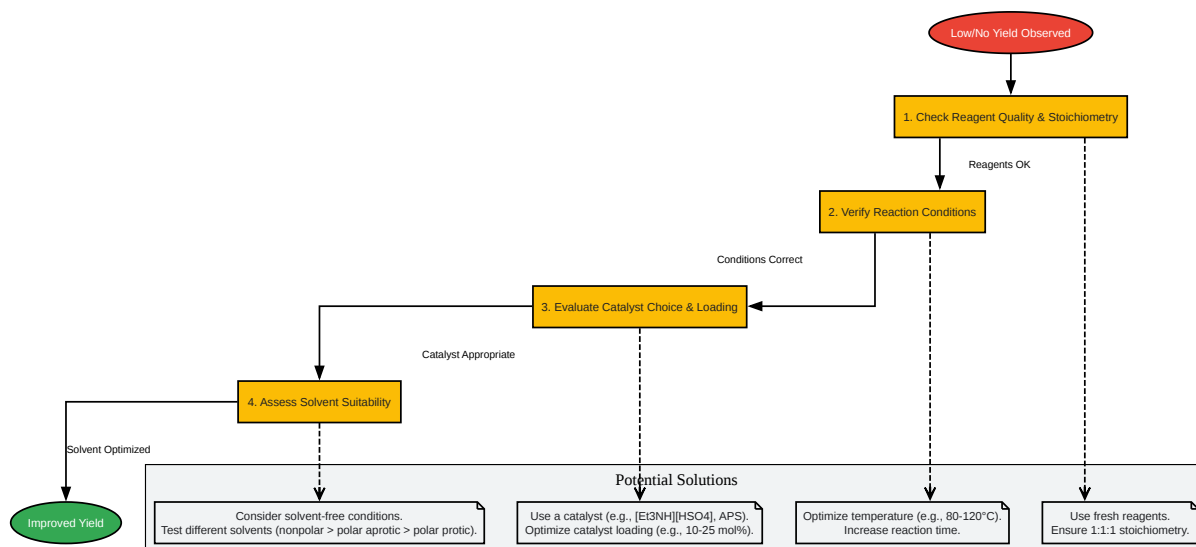 Low/No Yield Observed
1. Check Reagent Quality & Stoichiometry
Reagents OK
2. Verify Reaction Conditions
Conditions Correct
3. Evaluate Catalyst Choice & Loading
Catalyst Appropriate
4. Assess Solvent Suitability
Solvent Optimized
Improved Yield
Potential Solutions
Consider solvent-free conditions.
Test different solvents (nonpolar > polar aprotic > polar protic).
Use a catalyst (e.g., [Et3NH][HSO4], APS).
Optimize catalyst loading (e.g., 10-25 mol%).
Optimize temperature (e.g., 80-120°C).
Increase reaction time.
Use fresh reagents.
Ensure 1:1:1 stoichiometry.